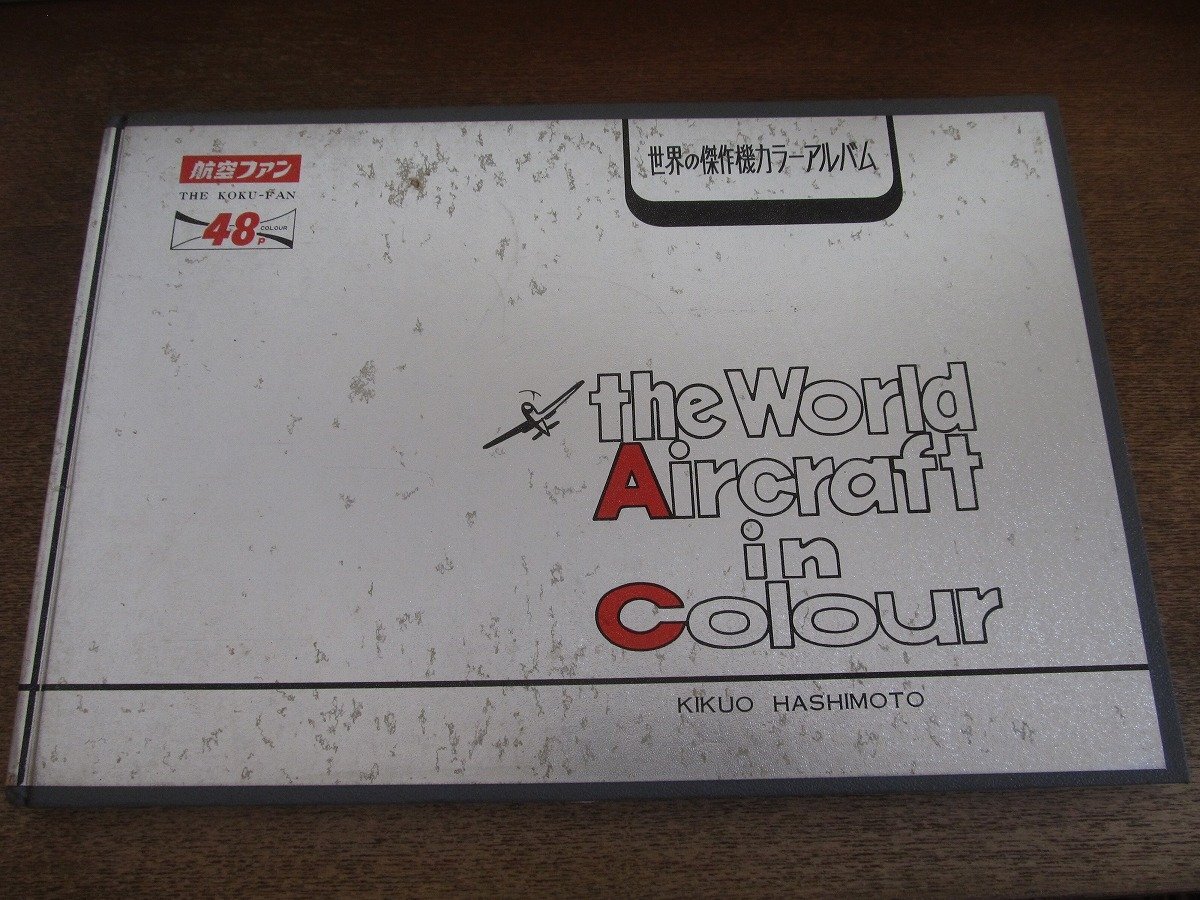 航空ファン
THE KOKU-FAN
48P COLOUR
世界の傑作機カラーアルバム
the World
Aircraft
in
Colour
KIKUO HASHIMOTO